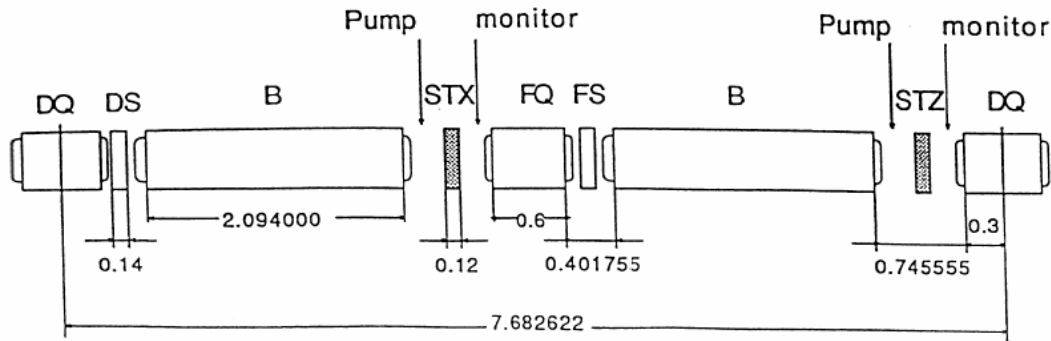 Pump monitor Pump monitor
DQ DS B STX FQ FS B STZ DQ
2.094000 0.6 0.3
0.14 0.12 0.401755 0.745555
7.682622